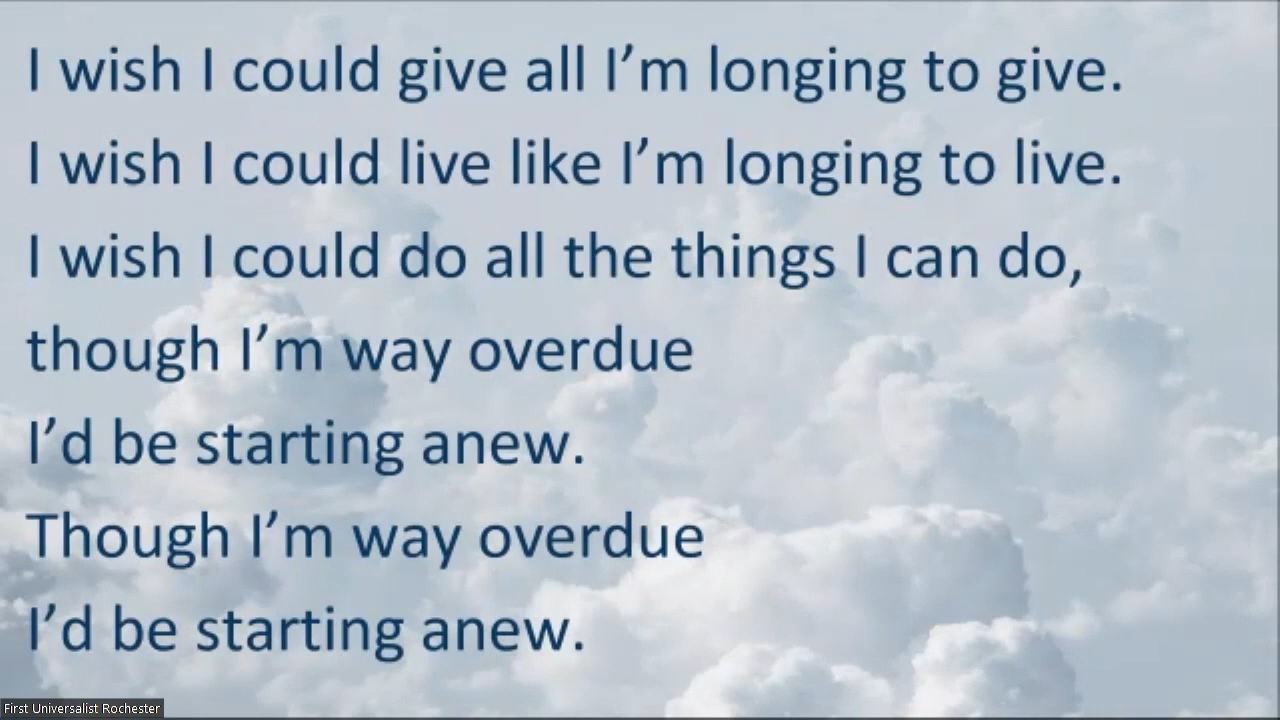 I wish I could give all I’m longing to give.
I wish I could live like I’m longing to live.
I wish I could do all the things I can do,
though I’m way overdue
I’d be starting anew.
Though I’m way overdue
I’d be starting anew.
First Universalist Rochester